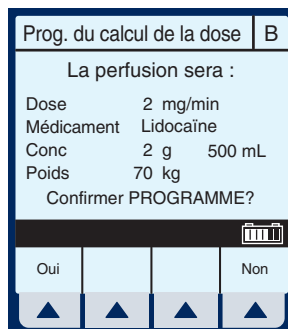 Prog. du calcul de la dose B
La perfusion sera :
Dose 2 mg/min
Médicament Lidocaïne
Conc 2 g 500 mL
Poids 70 kg
Confirmer PROGRAMME?
Oui Non